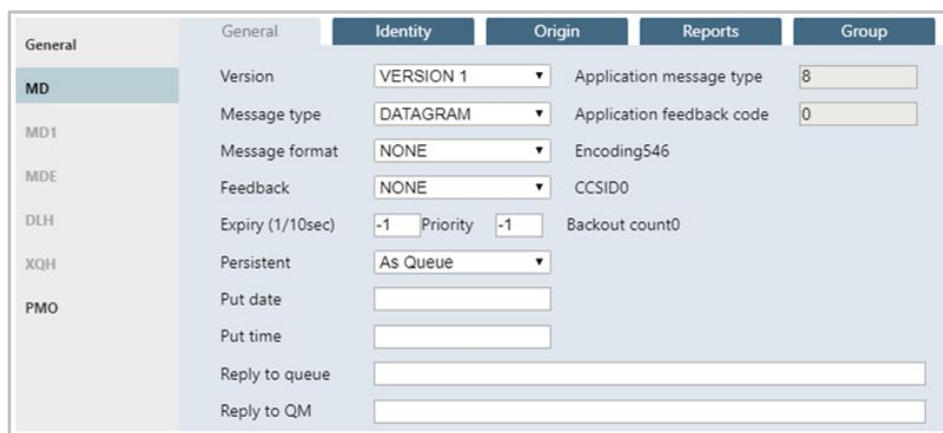 General
MD
MD1
MDE
DLH
XQH
PMO
General Identity Origin Reports Group
Version VERSION 1 Application message type 8
Message type DATAGRAM Application feedback code 0
Message format NONE Encoding546
Feedback NONE CCSID0
Expiry (1/10sec) -1 Priority -1 Backout count0
Persistent As Queue
Put date
Put time
Reply to queue
Reply to QM